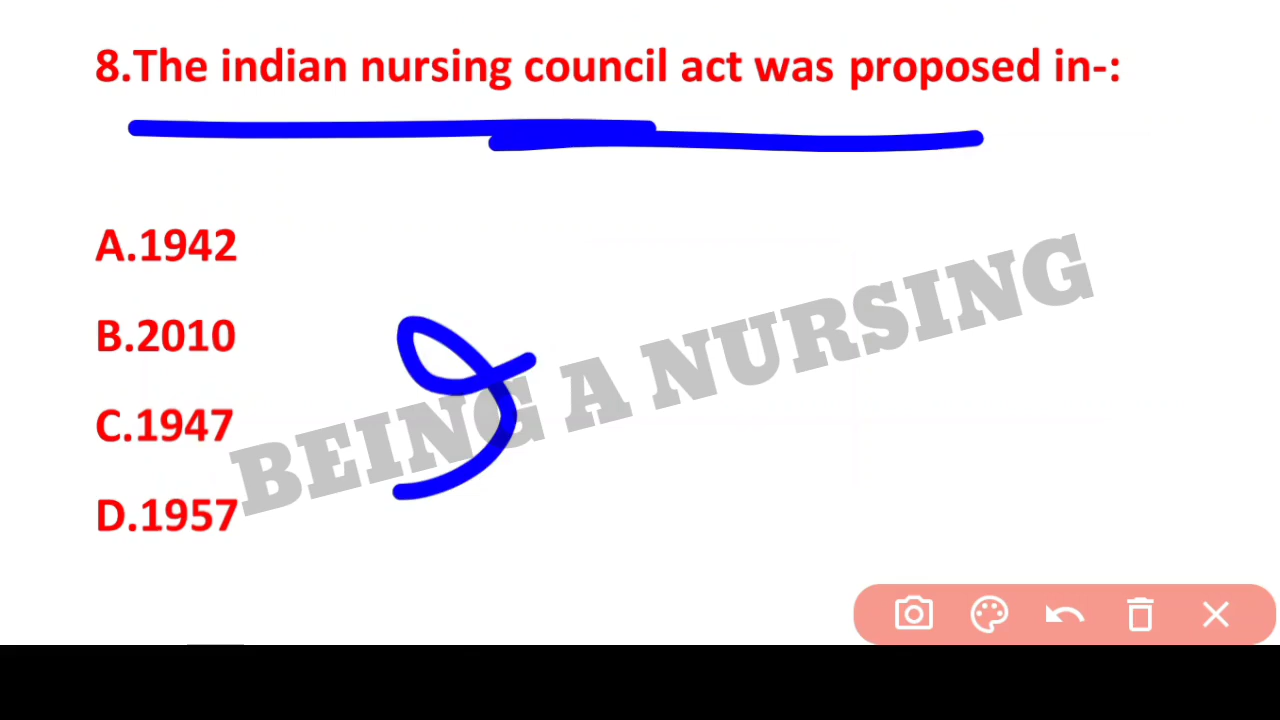 8.The indian nursing council act was proposed in-:
A.1942
B.2010
C.1947
D.1957
BEING A NURSING